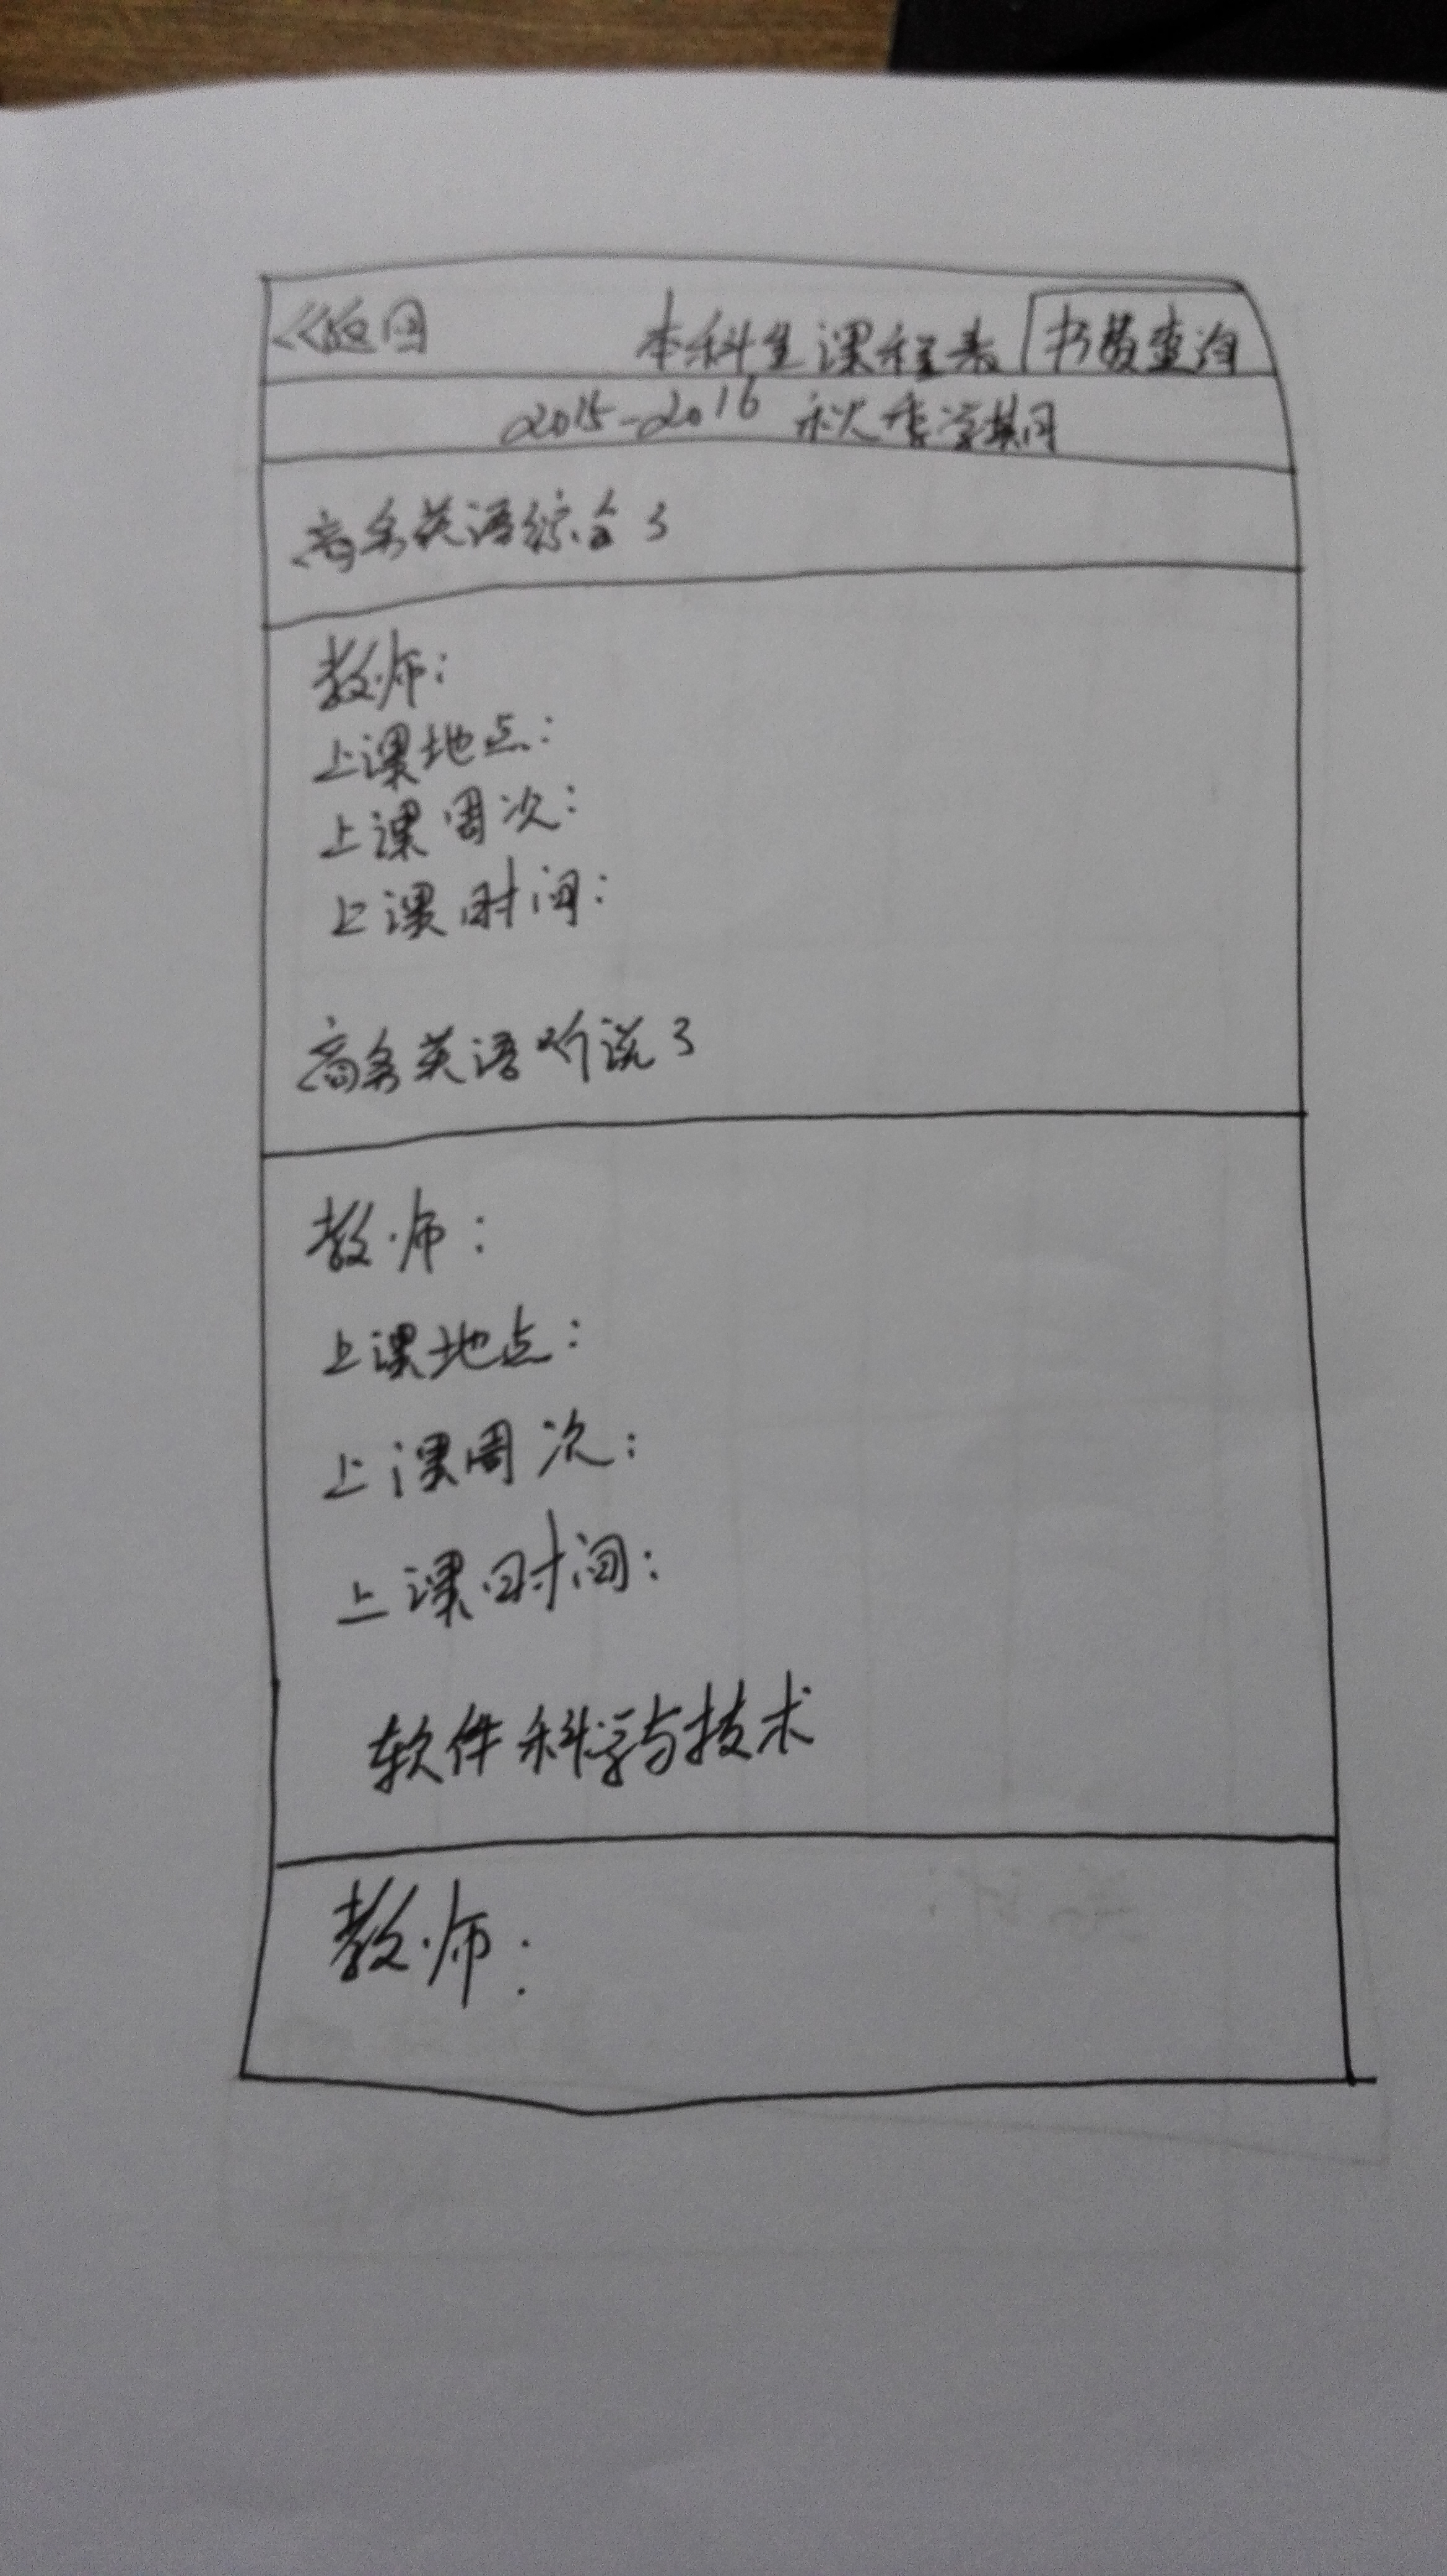 <<返回 本科生课程表 书费查询
2015-2016 秋季学期
商务英语综合3
教师:
上课地点:
上课周次:
上课时间:
商务英语听说3
教师:
上课地点:
上课周次:
上课时间:
软件科学与技术
教师: